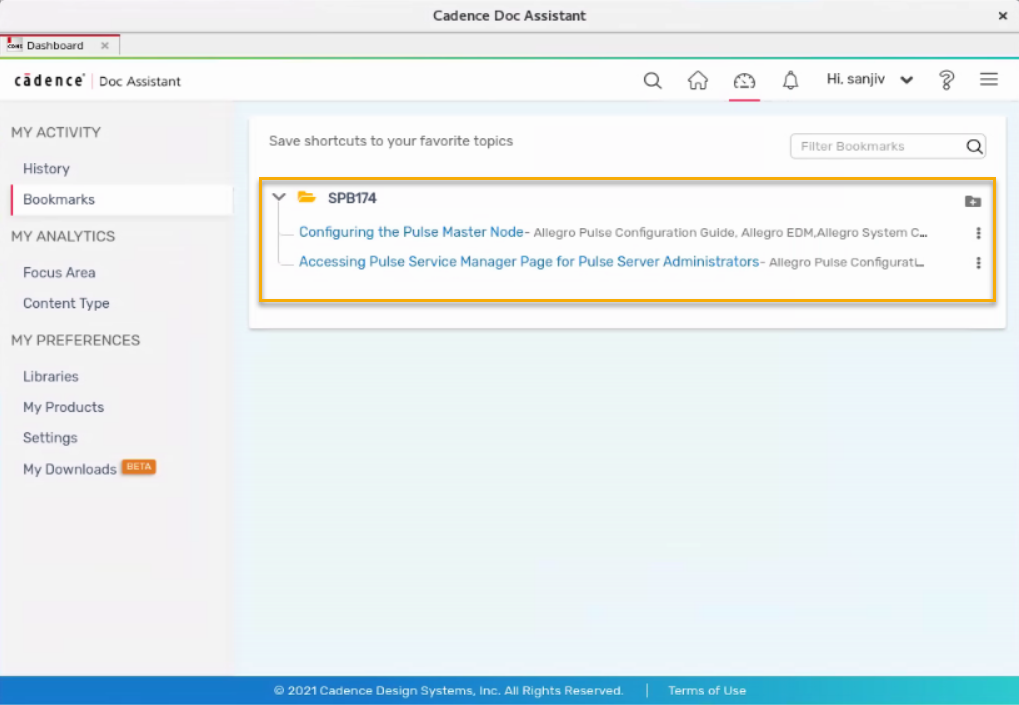 Cadence Doc Assistant
Dashboard
cādence Doc Assistant
Hi, sanjiv
MY ACTIVITY
History
Bookmarks
MY ANALYTICS
Focus Area
Content Type
MY PREFERENCES
Libraries
My Products
Settings
My Downloads BETA
Save shortcuts to your favorite topics
Filter Bookmarks
SPB174
Configuring the Pulse Master Node- Allegro Pulse Configuration Guide, Allegro EDM,Allegro System C...
Accessing Pulse Service Manager Page for Pulse Server Administrators- Allegro Pulse Configurati...
© 2021 Cadence Design Systems, Inc. All Rights Reserved. | Terms of Use